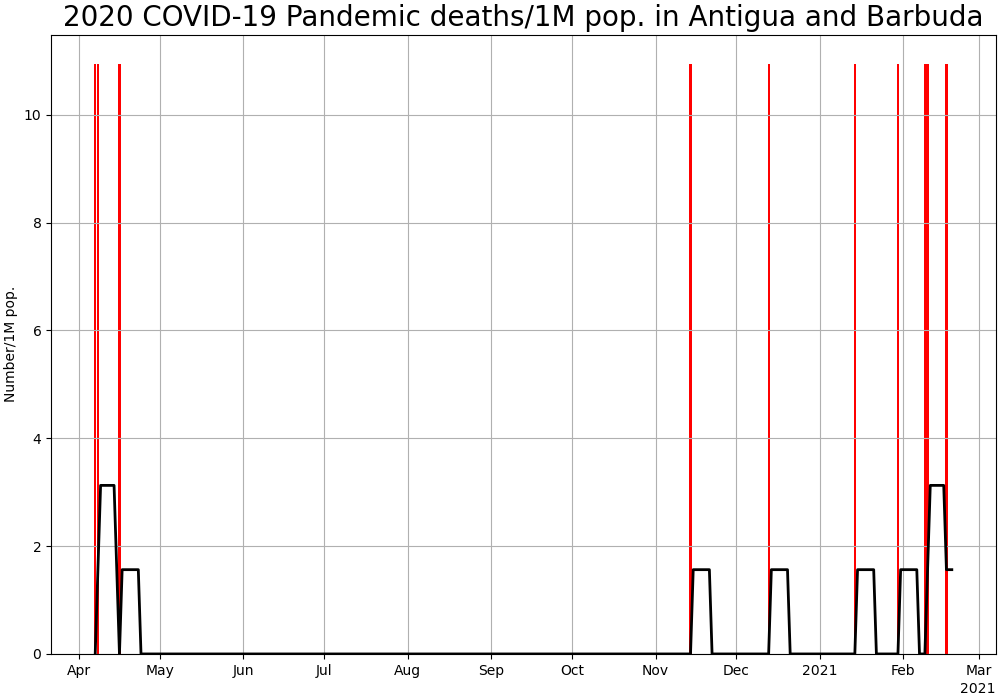 2020 COVID-19 Pandemic deaths/1M pop. in Antigua and Barbuda
Number/1M pop.
10
8
6
4
2
0
Apr May Jun Jul Aug Sep Oct Nov Dec 2021 Feb Mar
2021